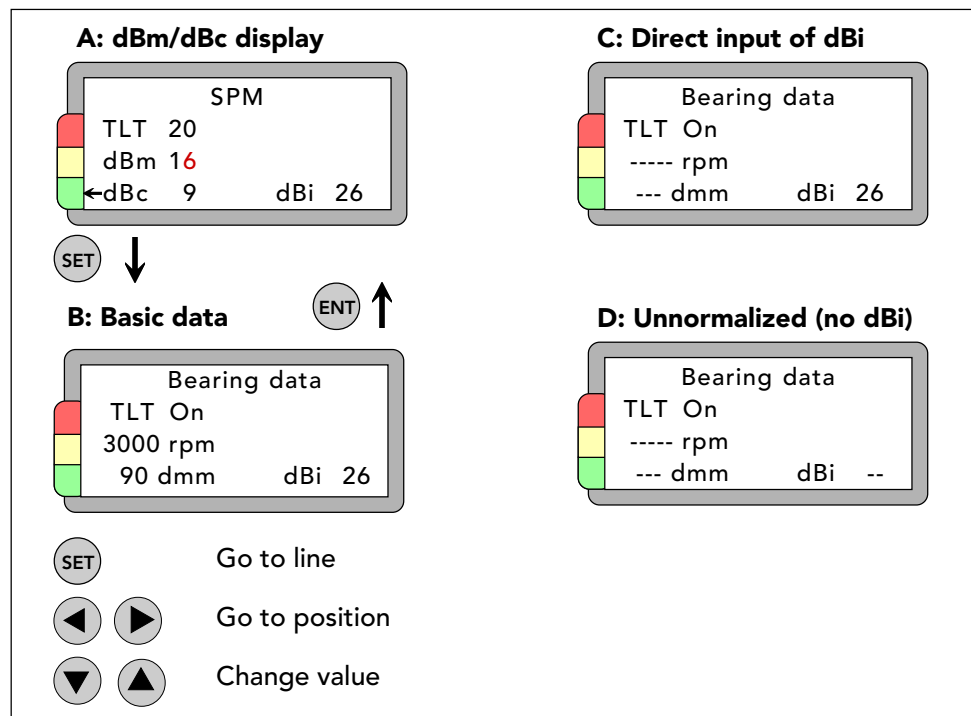 A: dBm/dBc display
SPM
TLT 20
dBm 16
←dBc 9 dBi 26
SET
ENT
B: Basic data
Bearing data
TLT On
3000 rpm
90 dmm dBi 26
C: Direct input of dBi
Bearing data
TLT On
----- rpm
--- dmm dBi 26
D: Unnormalized (no dBi)
Bearing data
TLT On
----- rpm
--- dmm dBi --
SET Go to line
Go to position
Change value